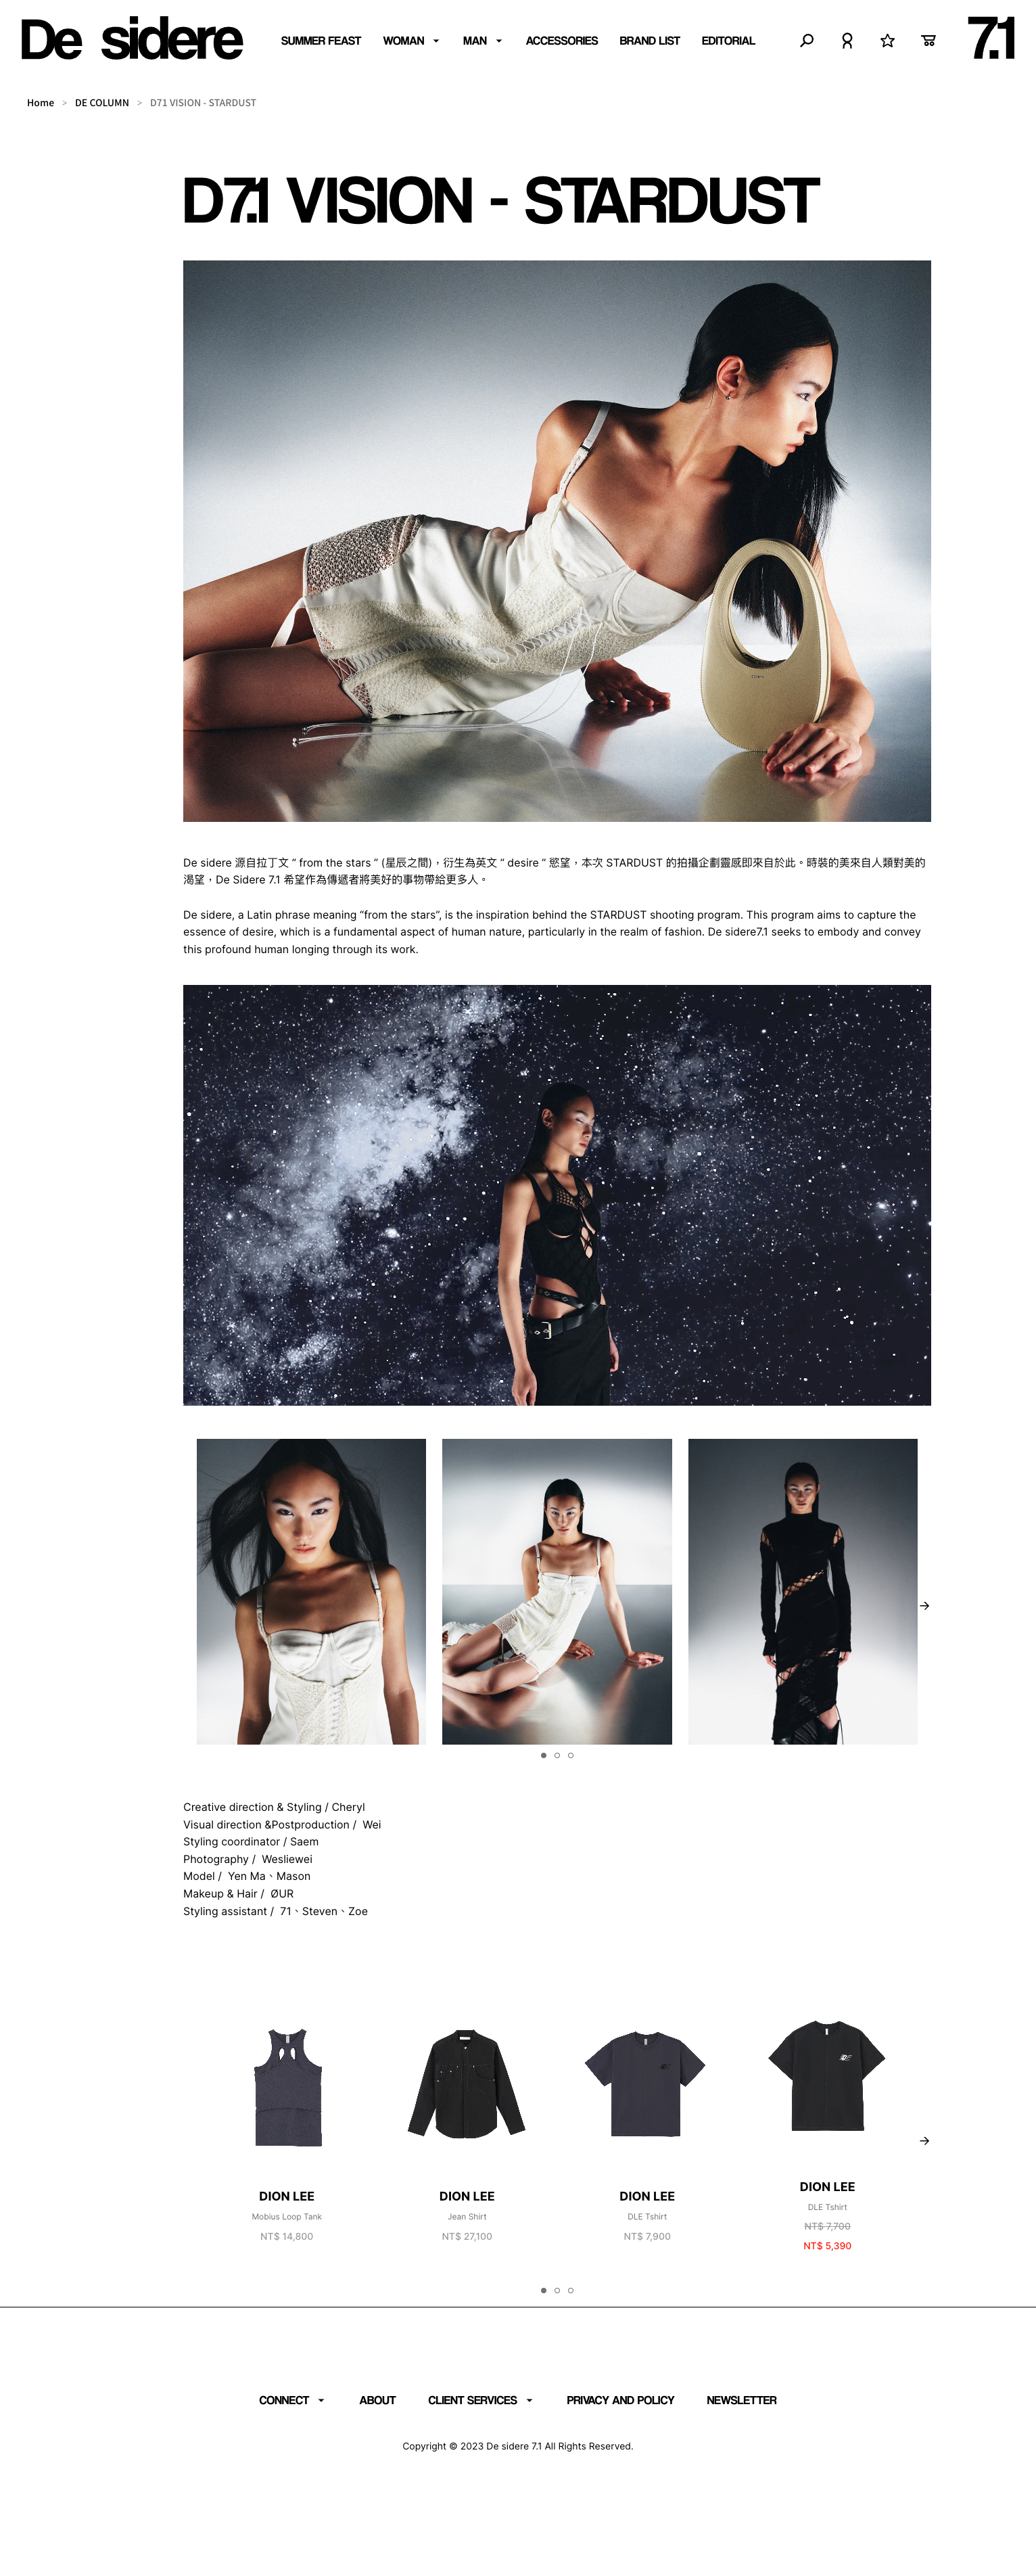 De sidere
SUMMER FEAST WOMAN MAN ACCESSORIES BRAND LIST EDITORIAL
7.1
Home > DE COLUMN > D71 VISION - STARDUST
D7.1 VISION - STARDUST
De sidere 源自拉丁文 “ from the stars ” (星辰之間)，衍生為英文 “ desire “ 慾望，本次 STARDUST 的拍攝企劃靈感即來自於此。時裝的美來自人類對美的
渴望，De Sidere 7.1 希望作為傳遞者將美好的事物帶給更多人。
De sidere, a Latin phrase meaning “from the stars”, is the inspiration behind the STARDUST shooting program. This program aims to capture the
essence of desire, which is a fundamental aspect of human nature, particularly in the realm of fashion. De sidere7.1 seeks to embody and convey
this profound human longing through its work.
Creative direction & Styling / Cheryl
Visual direction &Postproduction /  Wei
Styling coordinator / Saem
Photography /  Wesliewei
Model /  Yen Ma、Mason
Makeup & Hair /  ØUR
Styling assistant /  71、Steven、Zoe
DION LEE
Mobius Loop Tank
NT$ 14,800
DION LEE
Jean Shirt
NT$ 27,100
DION LEE
DLE Tshirt
NT$ 7,900
DION LEE
DLE Tshirt
NT$ 7,700
NT$ 5,390
CONNECT ABOUT CLIENT SERVICES PRIVACY AND POLICY NEWSLETTER
Copyright © 2023 De sidere 7.1 All Rights Reserved.